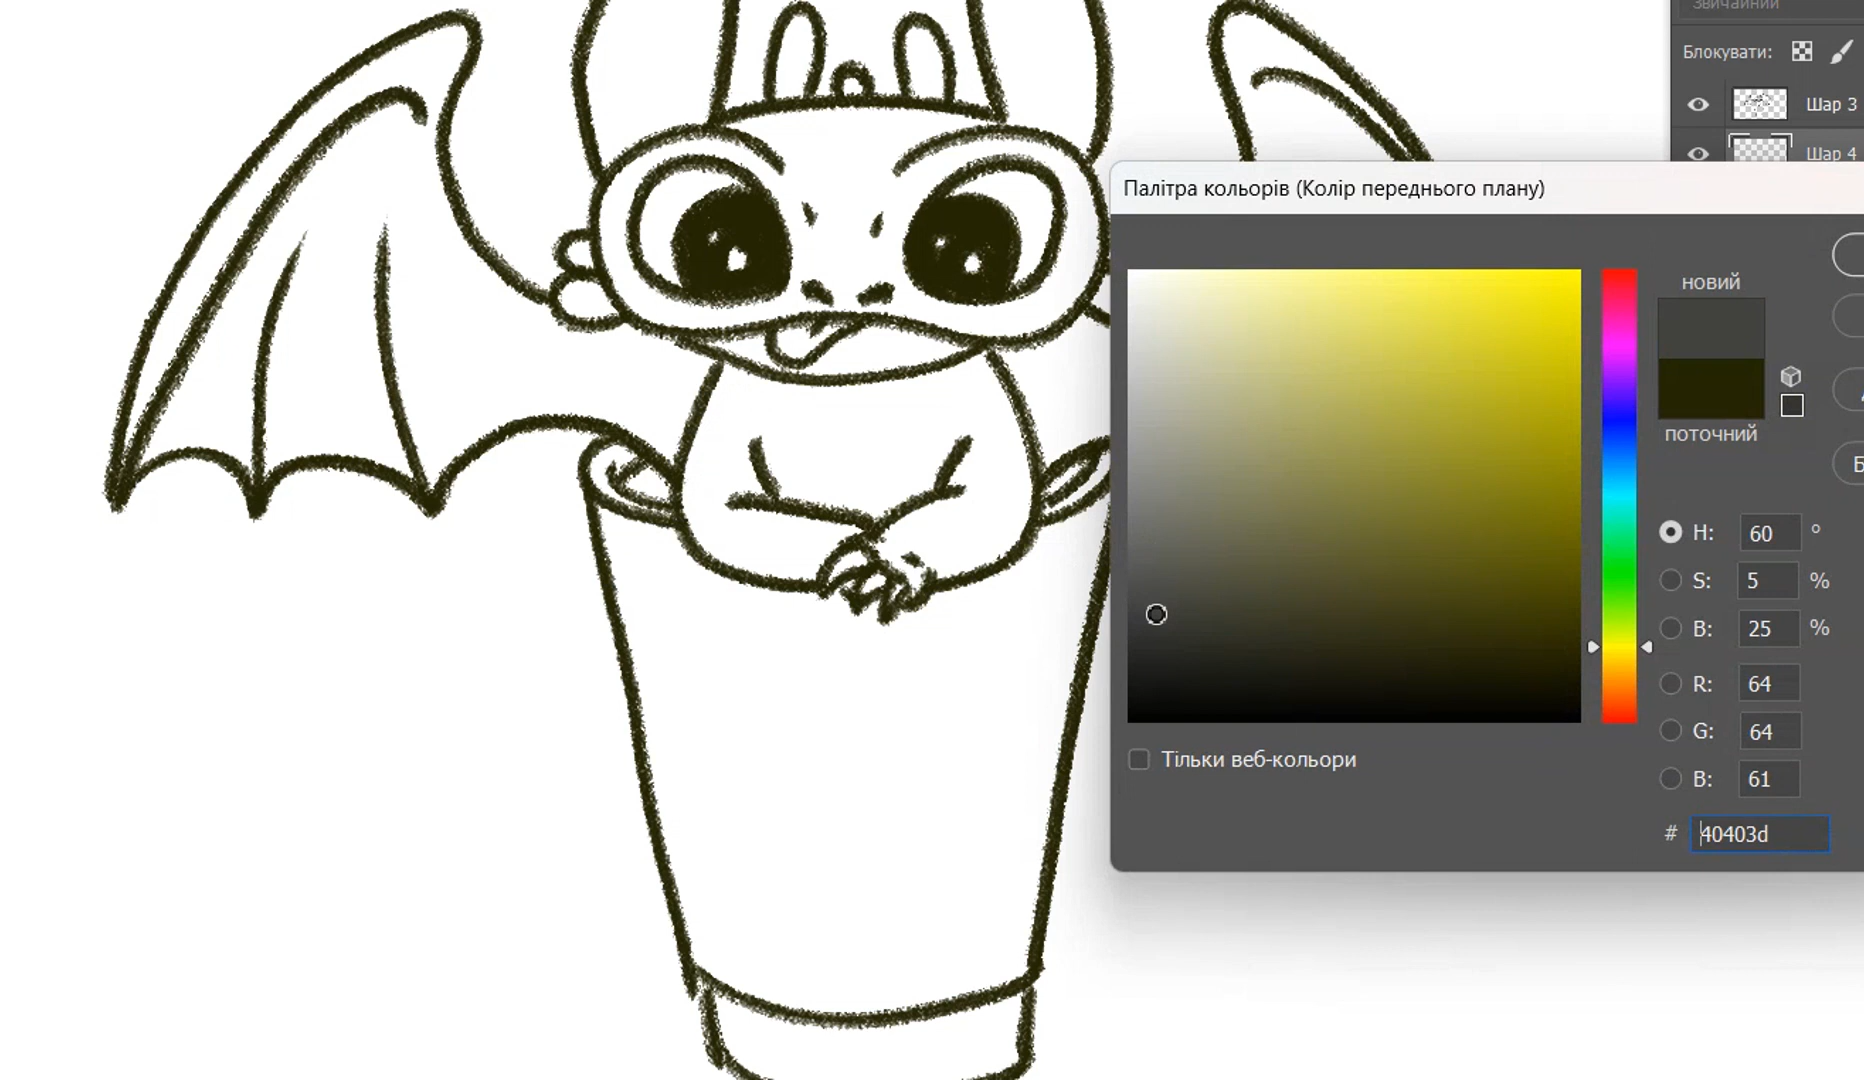 Звичайний
Блокувати:
Шар 3
Шар 4
Палітра кольорів (Колір переднього плану)
новий
поточний
H: 60 °
S: 5 %
B: 25 %
R: 64
G: 64
B: 61
# 40403d
Тільки веб-кольори